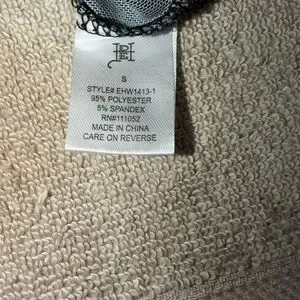 S
STYLE# EHW1413-1
95% POLYESTER
5% SPANDEX
RN#111052
MADE IN CHINA
CARE ON REVERSE